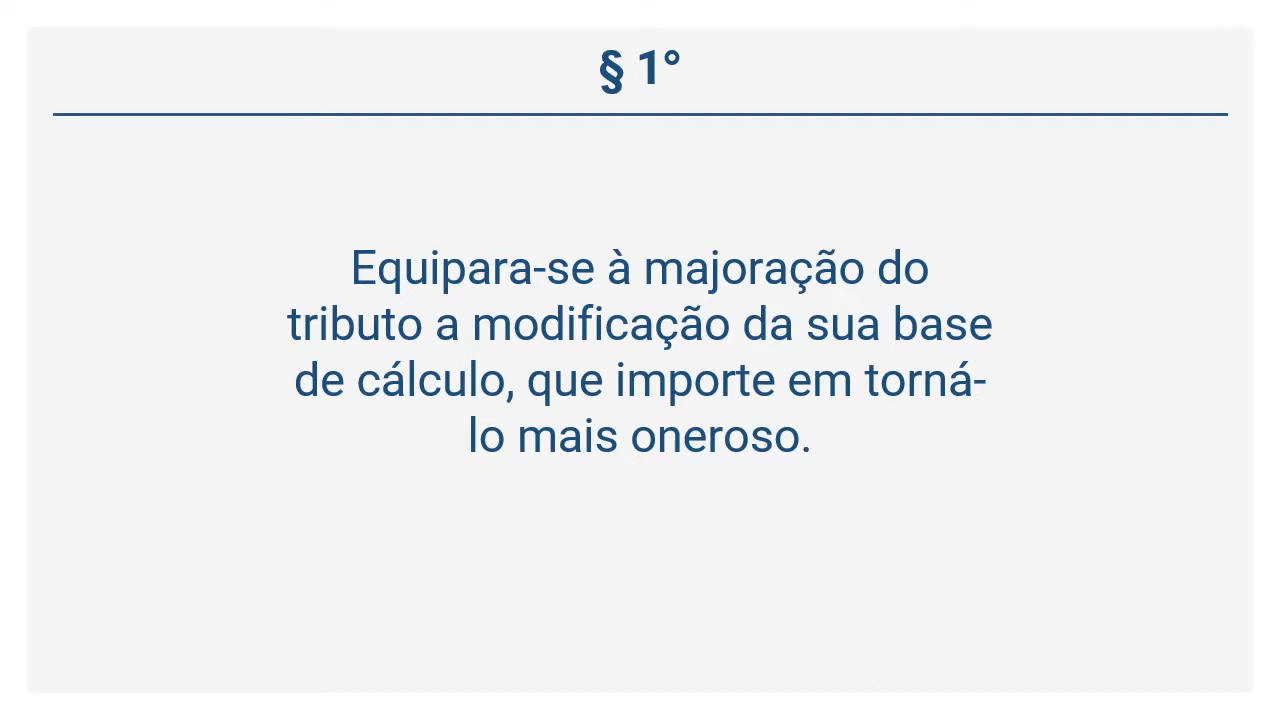 § 1°
Equipara-se à majoração do
tributo a modificação da sua base
de cálculo, que importe em torná-
lo mais oneroso.